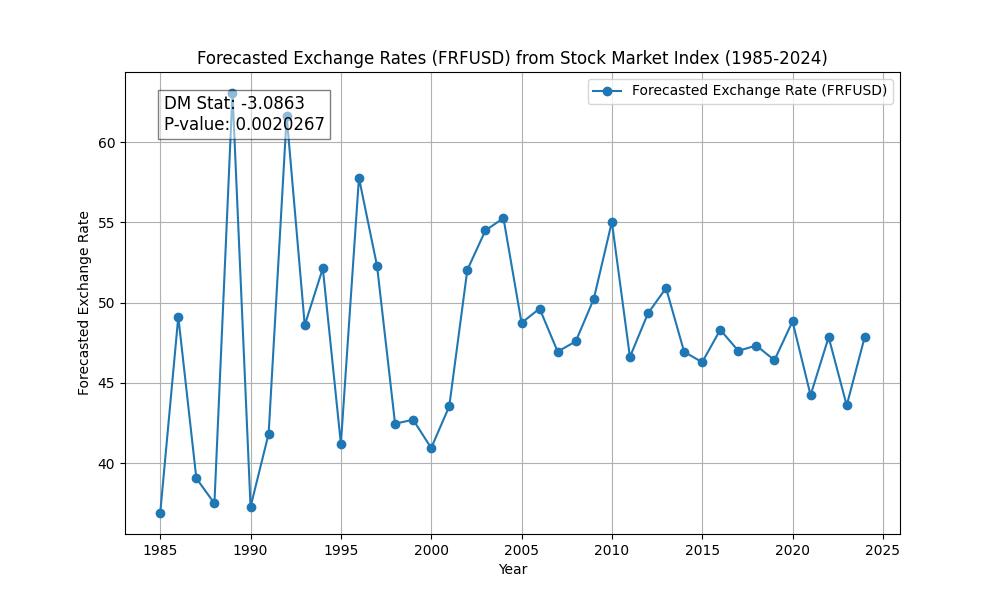 Forecasted Exchange Rates (FRFUSD) from Stock Market Index (1985-2024)
DM Stat: -3.0863
P-value: 0.0020267
Forecasted Exchange Rate (FRFUSD)
Forecasted Exchange Rate
60
55
50
45
40
1985 1990 1995 2000 2005 2010 2015 2020 2025
Year